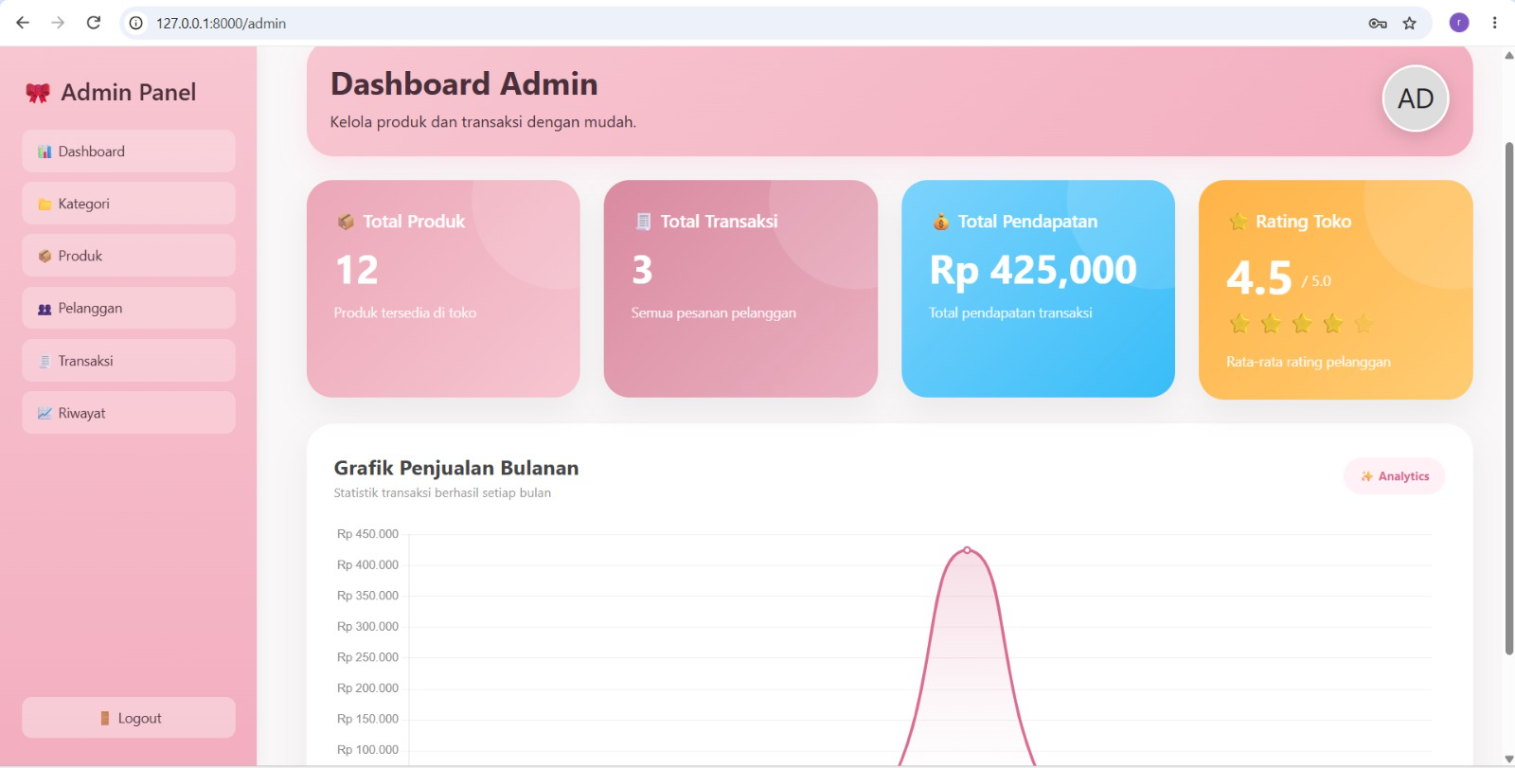 127.0.0.1:8000/admin
r
Admin Panel
Dashboard
Kategori
Produk
Pelanggan
Transaksi
Riwayat
Logout
Dashboard Admin
Kelola produk dan transaksi dengan mudah.
AD
Total Produk
12
Produk tersedia di toko
Total Transaksi
3
Semua pesanan pelanggan
Total Pendapatan
Rp 425,000
Total pendapatan transaksi
Rating Toko
4.5 / 5.0
Rata-rata rating pelanggan
Grafik Penjualan Bulanan
Statistik transaksi berhasil setiap bulan
Analytics
Rp 450.000
Rp 400.000
Rp 350.000
Rp 300.000
Rp 250.000
Rp 200.000
Rp 150.000
Rp 100.000